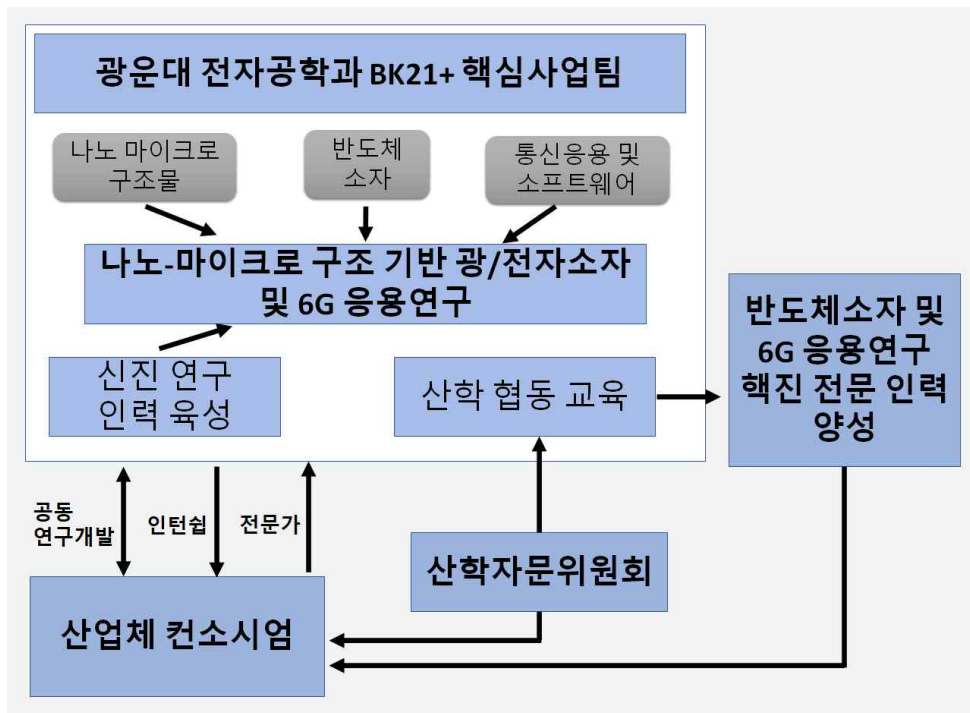 광운대 전자공학과 BK21+ 핵심사업팀
나노 마이크로
구조물
반도체
소자
통신응용 및
소프트웨어
나노-마이크로 구조 기반 광/전자소자
및 6G 응용연구
신진 연구
인력 육성
산학 협동 교육
반도체소자 및
6G 응용연구
핵진 전문 인력
양성
공동
연구개발
인턴쉽
전문가
산학자문위원회
산업체 컨소시엄